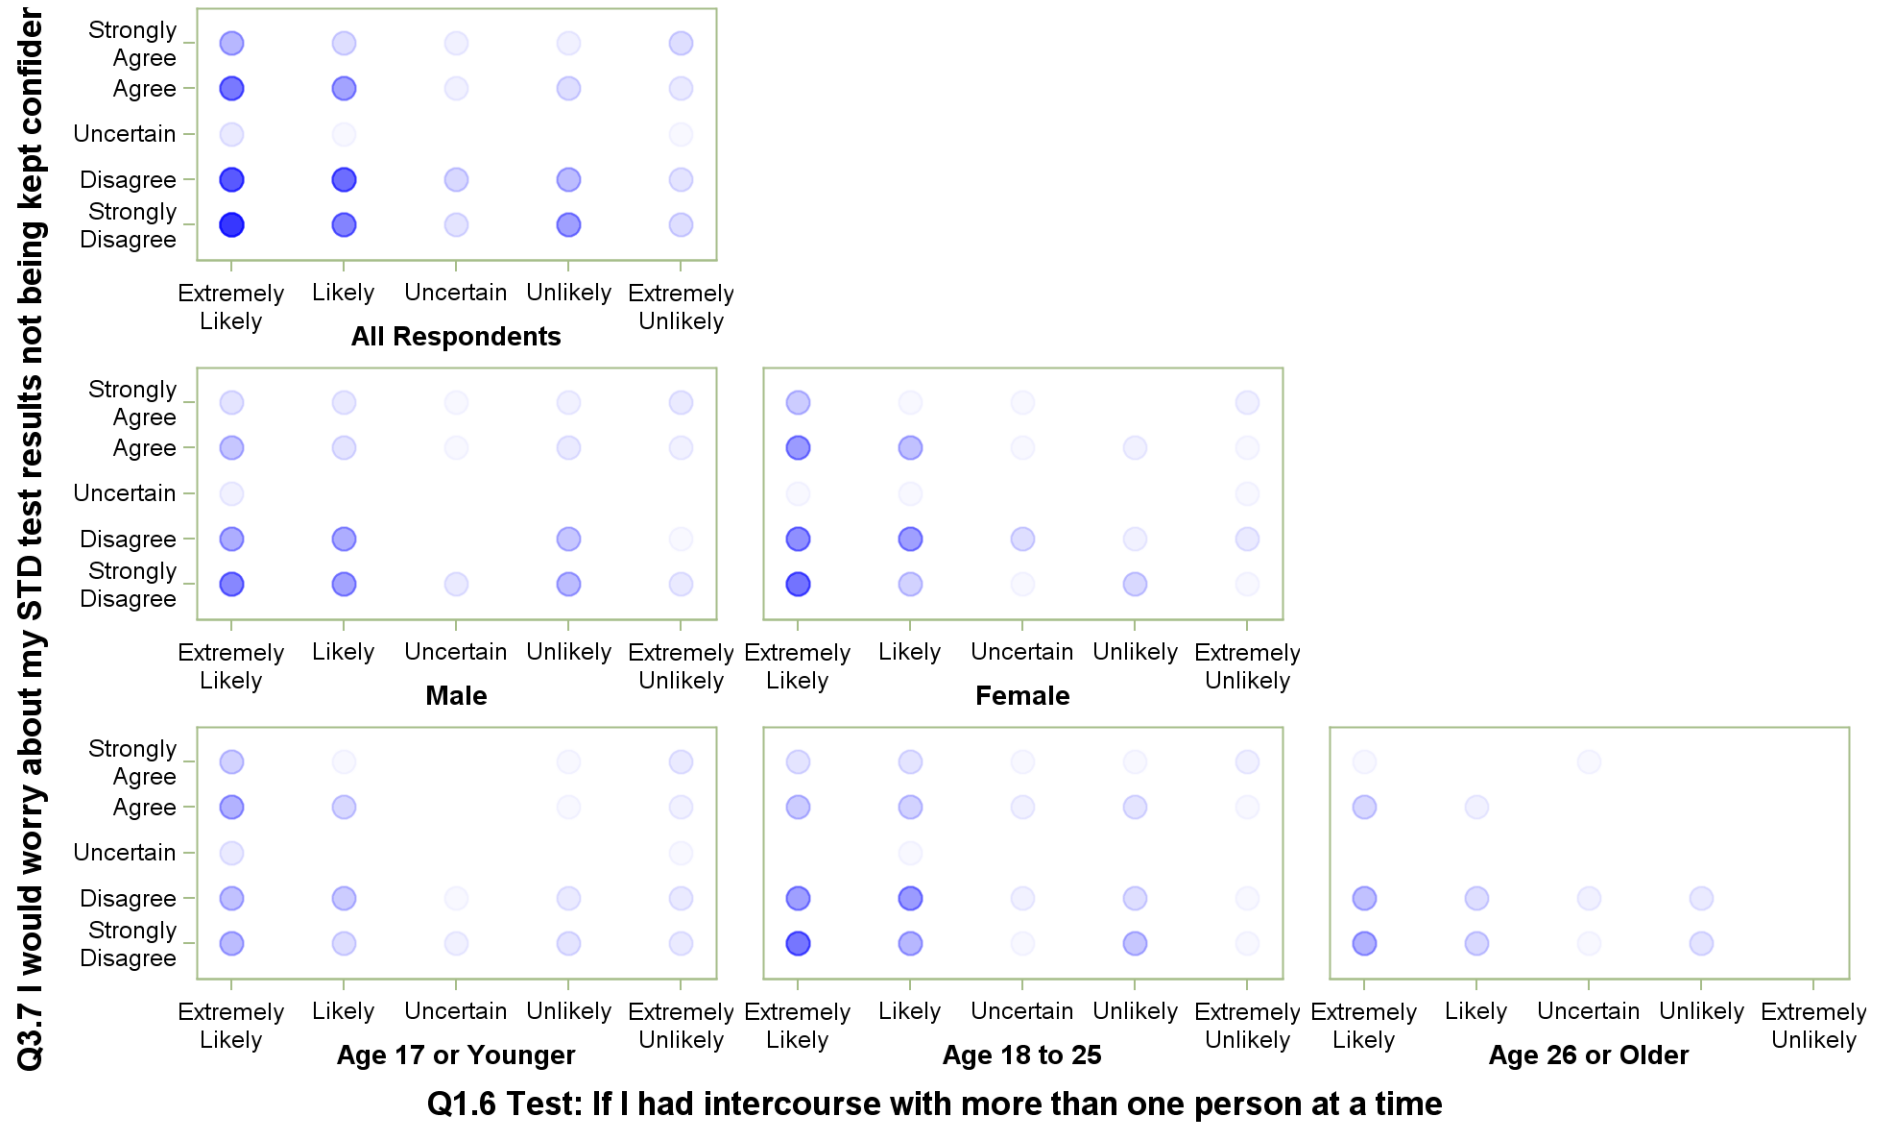 Q3.7 I would worry about my STD test results not being kept confider
Strongly
Agree
Agree
Uncertain
Disagree
Strongly
Disagree
Extremely Likely Uncertain Unlikely Extremely
Likely Unlikely
All Respondents
Strongly
Agree
Agree
Uncertain
Disagree
Strongly
Disagree
Extremely Likely Uncertain Unlikely Extremely
Likely Unlikely
Male
Extremely Likely Uncertain Unlikely Extremely
Likely Unlikely
Female
Strongly
Agree
Agree
Uncertain
Disagree
Strongly
Disagree
Extremely Likely Uncertain Unlikely Extremely
Likely Unlikely
Age 17 or Younger
Extremely Likely Uncertain Unlikely Extremely
Likely Unlikely
Age 18 to 25
Extremely Likely Uncertain Unlikely Extremely
Likely Unlikely
Age 26 or Older
Q1.6 Test: If I had intercourse with more than one person at a time